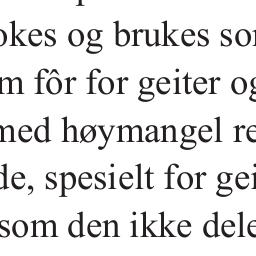 okes og brukes som
m fôr for geiter og
med høymangel re
de, spesielt for gei
som den ikke dele